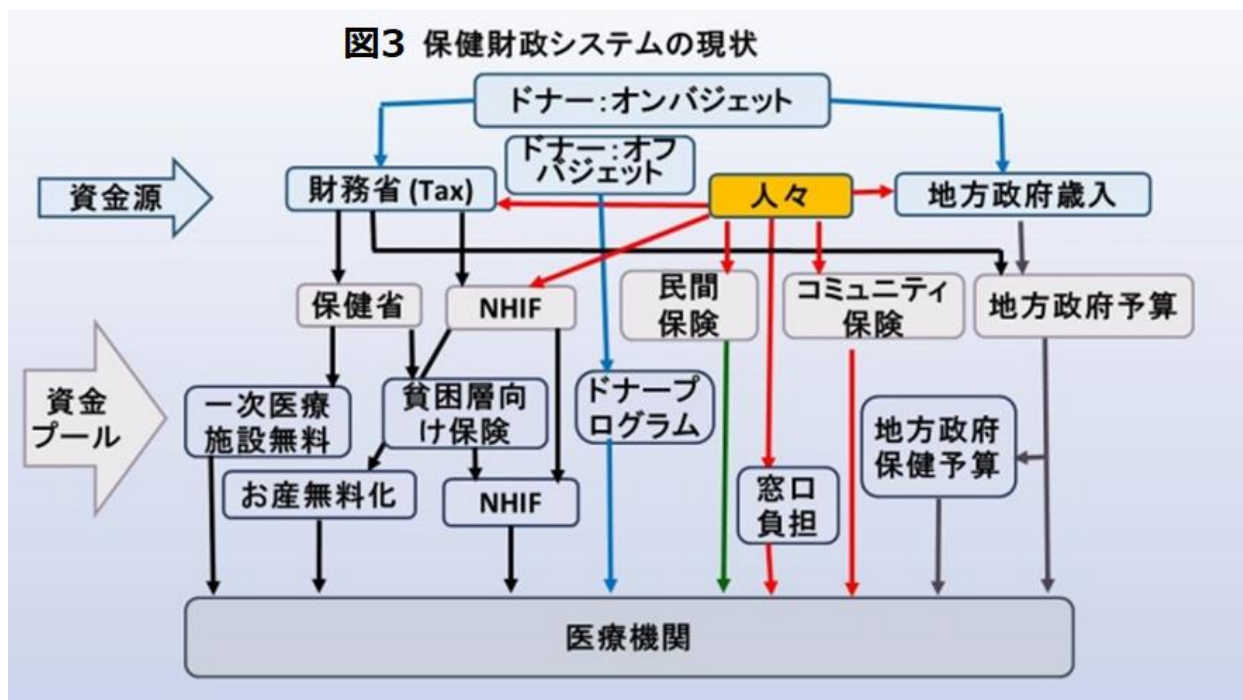 図3 保健財政システムの現状
ドナー：オンバジェット
ドナー：オフ
バジェット
資金源
財務省 (Tax)
人々
地方政府歳入
保健省
NHIF
民間
保険
コミュニティ
保険
地方政府予算
資金
プール
一次医療
施設無料
貧困層向
け保険
ドナープ
ログラム
地方政府
保健予算
お産無料化
NHIF
窓口
負担
医療機関